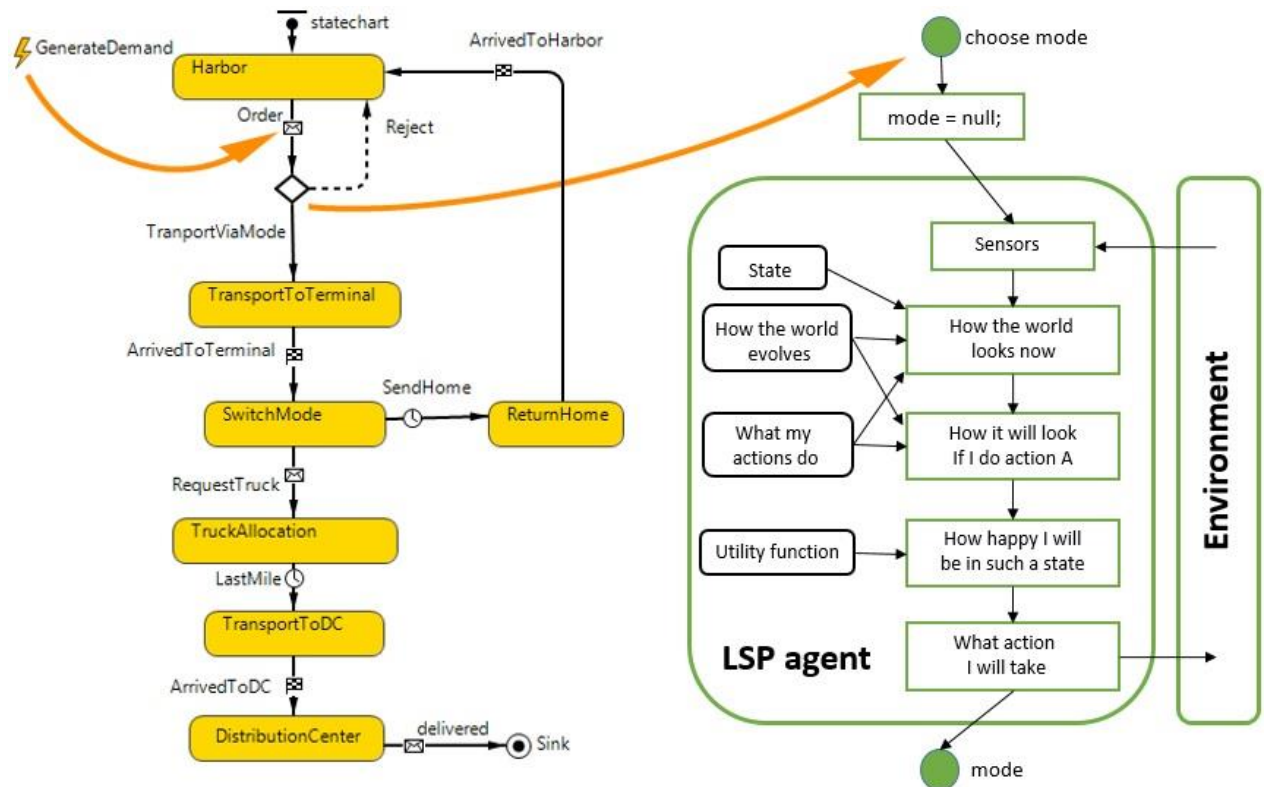 statechart
GenerateDemand
ArrivedToHarbor
Harbor
Order
Reject
TranportViaMode
TransportToTerminal
ArrivedToTerminal
SendHome
SwitchMode
ReturnHome
RequestTruck
TruckAllocation
LastMile
TransportToDC
ArrivedToDC
DistributionCenter
delivered
Sink
choose mode
mode = null;
Sensors
State
How the world
evolves
How the world
looks now
What my
actions do
How it will look
If I do action A
Utility function
How happy I will
be in such a state
LSP agent
What action
I will take
mode
Environment